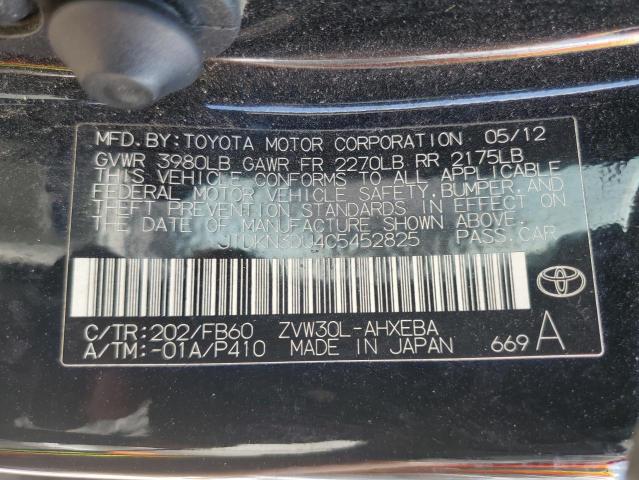 MFD.BY:TOYOTA MOTOR CORPORATION 05/12
GVWR 3980LB GAWR FR 2270LB RR 2175LB
THIS VEHICLE CONFORMS TO ALL APPLICABLE
FEDERAL MOTOR VEHICLE SAFETY, BUMPER, AND
THEFT PREVENTION STANDARDS IN EFFECT ON
THE DATE OF MANUFACTURE SHOWN ABOVE.
JTDKN3DU4C5452825 PASS.CAR
C/TR:202/FB60 ZVW30L-AHXEBA
A/TM:-01A/P410 MADE IN JAPAN 669 A